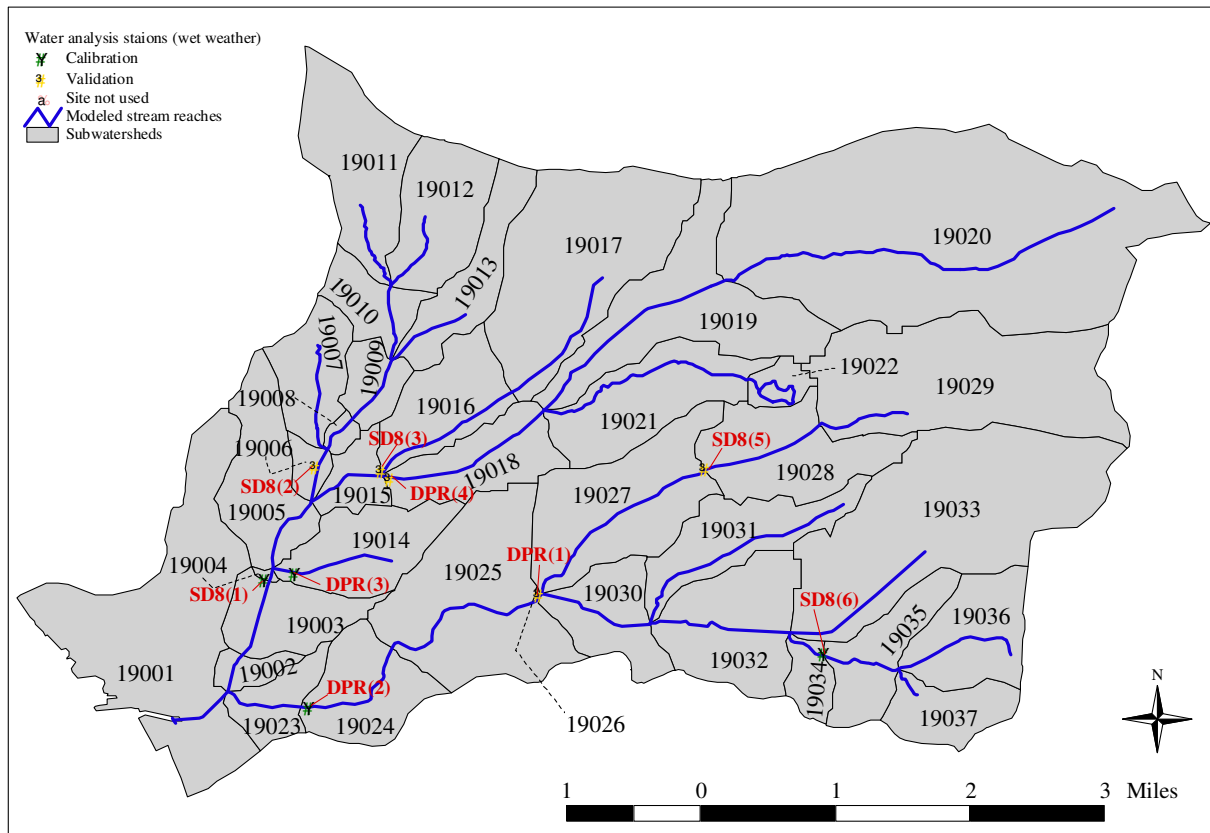 Water analysis staions (wet weather)
Calibration
Validation
Site not used
Modeled stream reaches
Subwatersheds
19011
19012
19017
19020
19013
19010
19007
19009
19019
19022
19029
19008
19016
19021
19006
SD8(3)
SD8(5)
SD8(2)
DPR(4)
19018
19028
19015
19027
19005
19031
19033
19014
19004
SD8(1)
DPR(3)
19025
DPR(1)
19030
SD8(6)
19003
19035
19036
19032
19002
19001
19034
DPR(2)
19023
19024
19026
19037
N
1 0 1 2 3 Miles